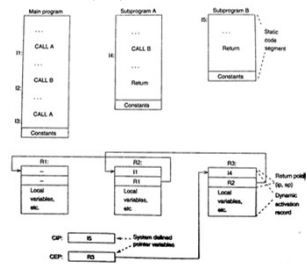 Main program
Subprogram A
Subprogram B
...
CALL A
I1:
...
CALL B
I2:
...
CALL A
I3:
Constants
...
CALL B
I4:
...
Return
Constants
I5:
...
Return
Constants
Static
code
segment
R1:
–
–
Local
variables,
etc.
R2:
I1
R1
Local
variables,
etc.
R3:
I4
R2
Local
variables,
etc.
Return point
(ip, ep)
Dynamic
activation
record
CIP:
I5
System defined
pointer variables
CEP:
R3